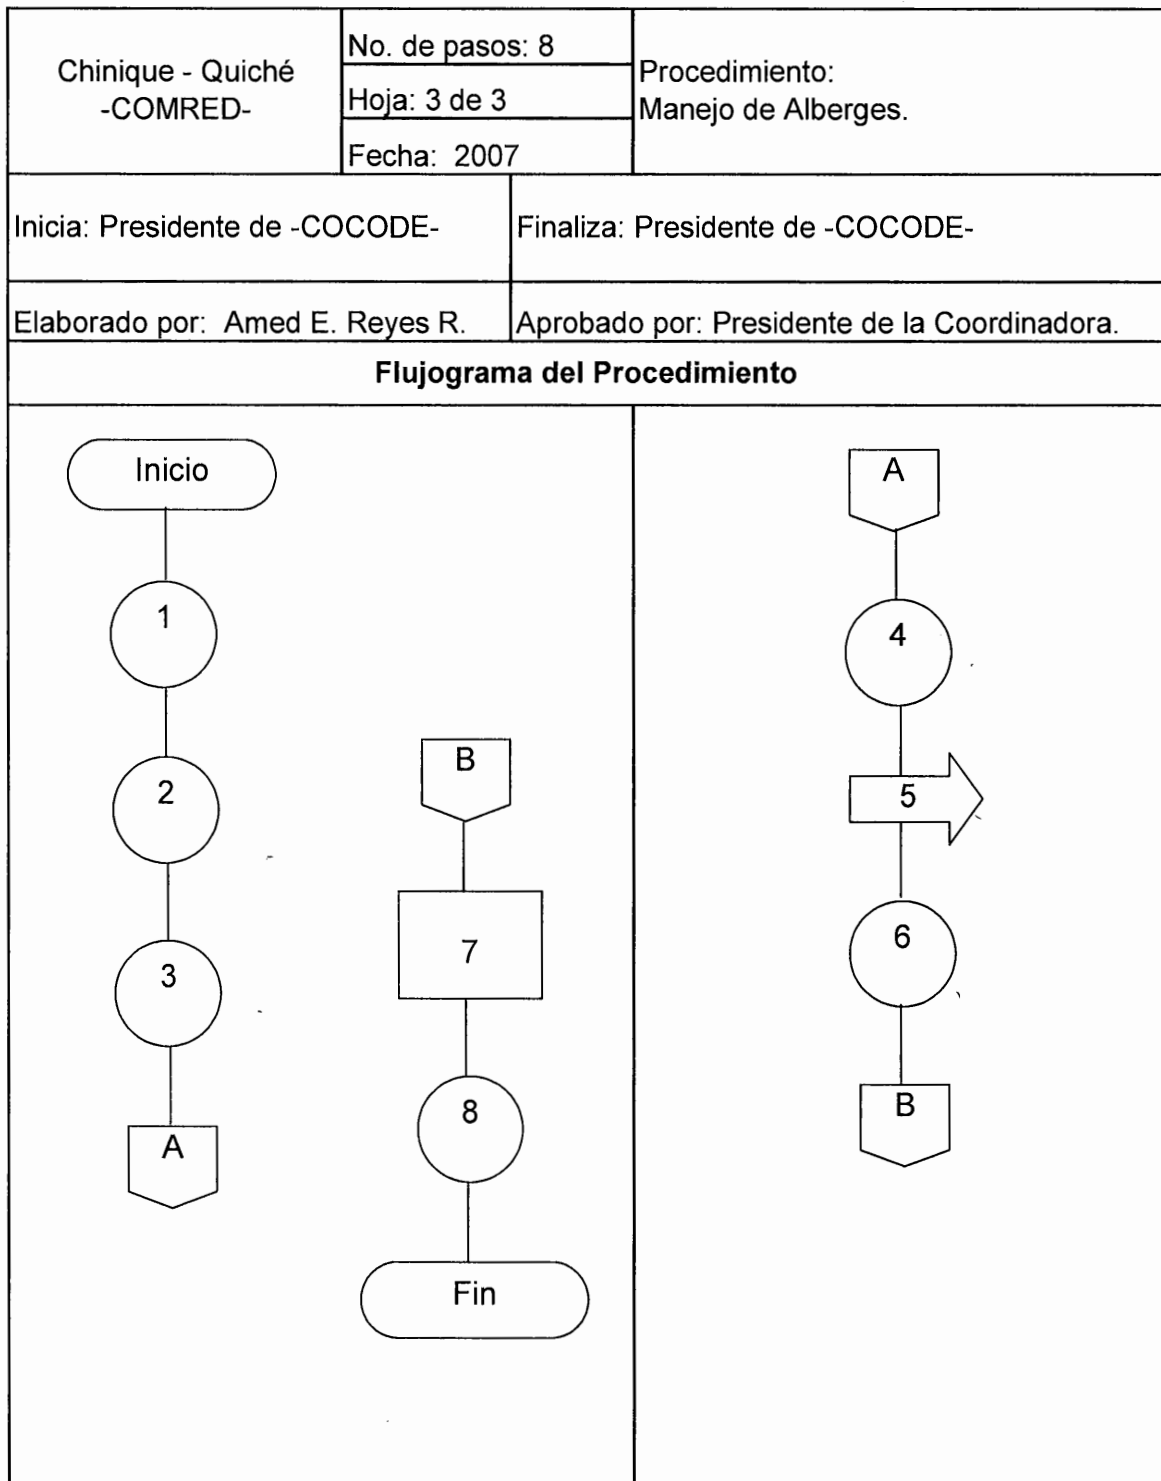 Chinique - Quiché
-COMRED-
No. de pasos: 8
Hoja: 3 de 3
Fecha: 2007
Procedimiento:
Manejo de Alberges.
Inicia: Presidente de -COCODE-
Finaliza: Presidente de -COCODE-
Elaborado por: Amed E. Reyes R.
Aprobado por: Presidente de la Coordinadora.
Flujograma del Procedimiento
Inicio
1
2
3
A
B
7
8
Fin
A
4
5
6
B